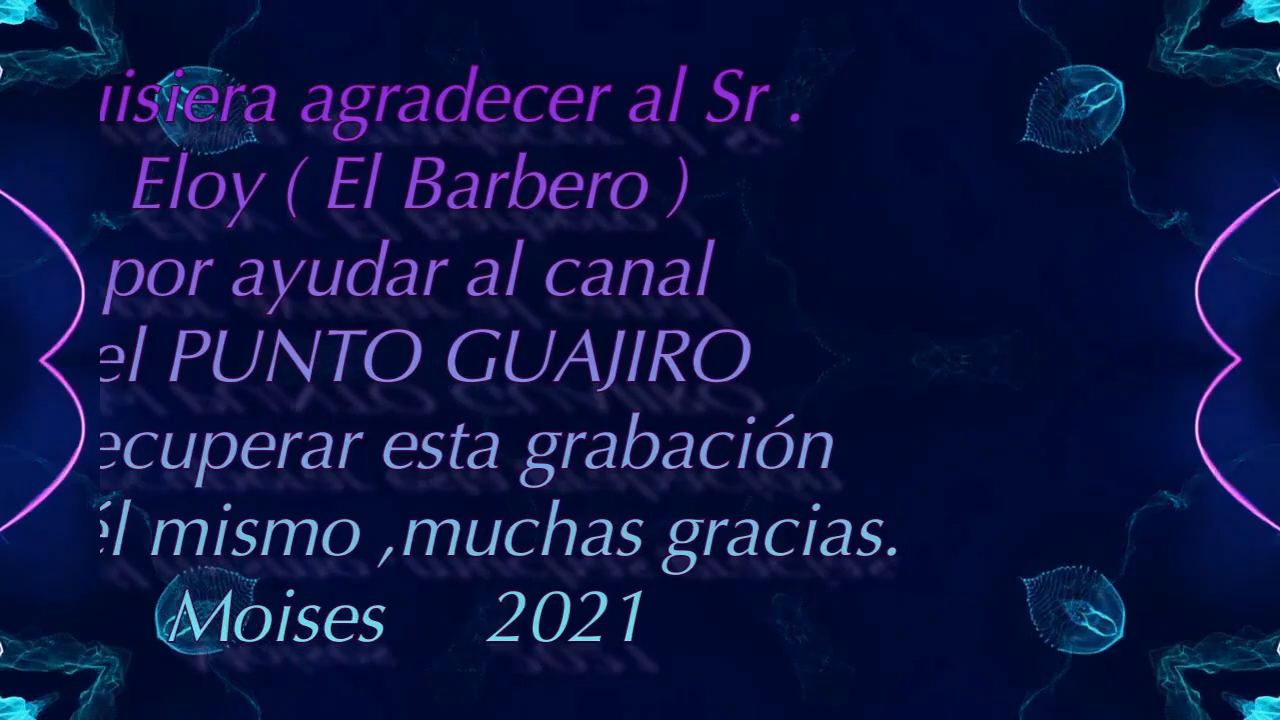 uisiera agradecer al Sr .
Eloy ( El Barbero )
por ayudar al canal
el PUNTO GUAJIRO
ecuperar esta grabación
él mismo ,muchas gracias.
Moises 2021